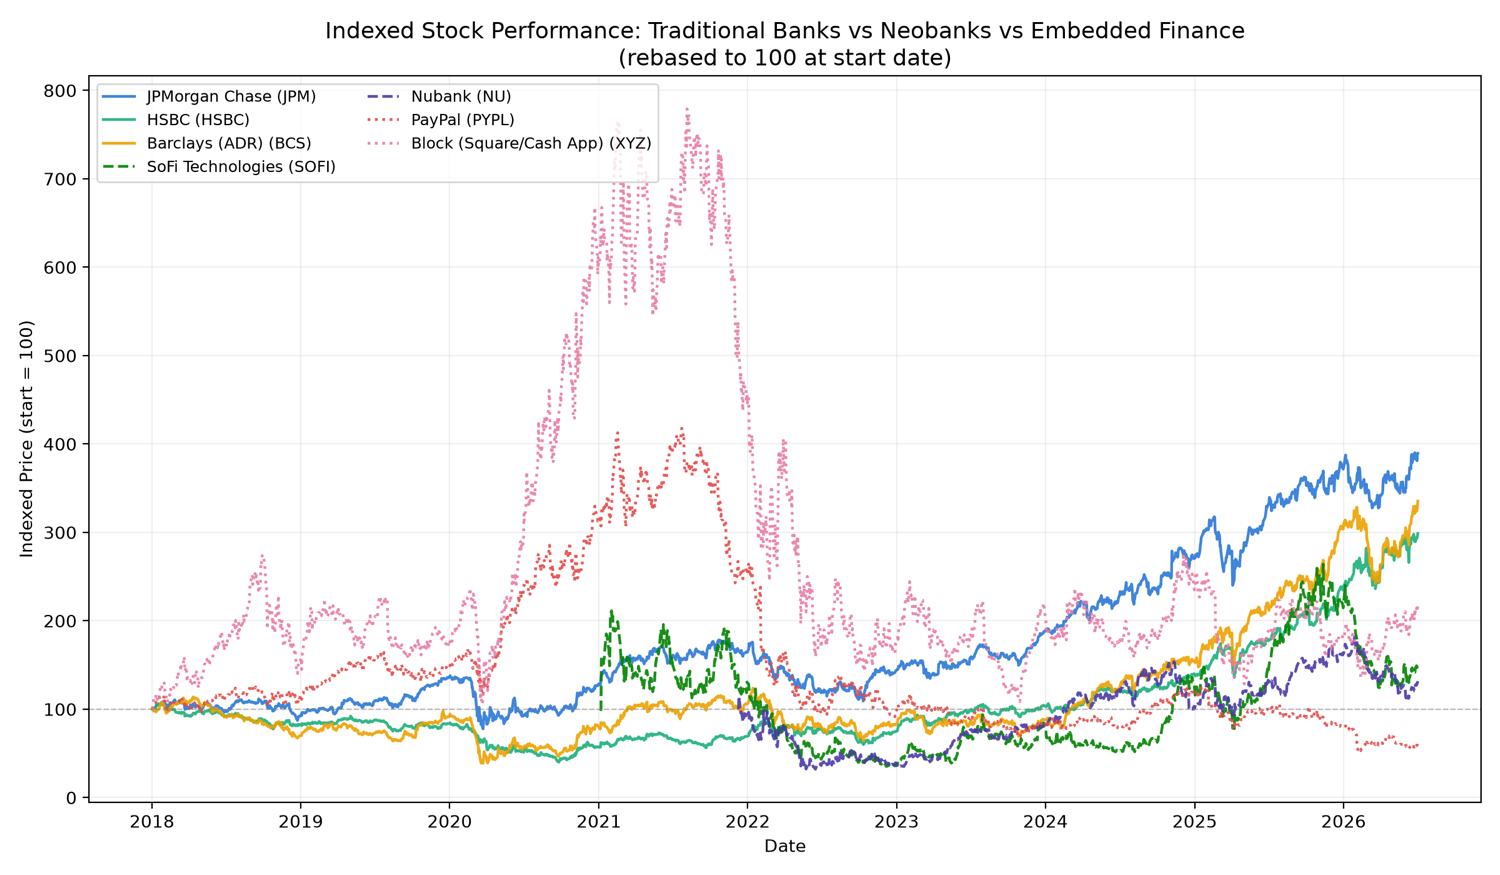 Indexed Stock Performance: Traditional Banks vs Neobanks vs Embedded Finance
(rebased to 100 at start date)
JPMorgan Chase (JPM)
HSBC (HSBC)
Barclays (ADR) (BCS)
SoFi Technologies (SOFI)
Nubank (NU)
PayPal (PYPL)
Block (Square/Cash App) (XYZ)
Indexed Price (start = 100)
800
700
600
500
400
300
200
100
0
2018
2019
2020
2021
2022
2023
2024
2025
2026
Date